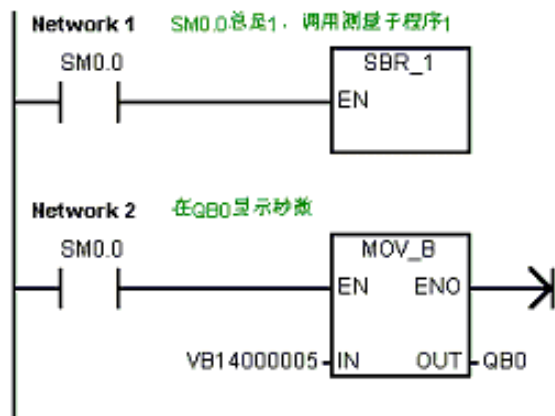 Network 1 SM0.0总是1，调用测量子程序1
SM0.0
SBR_1
EN
Network 2 在QB0显示秒数
SM0.0
MOV_B
EN ENO
VB14000005 IN OUT QB0